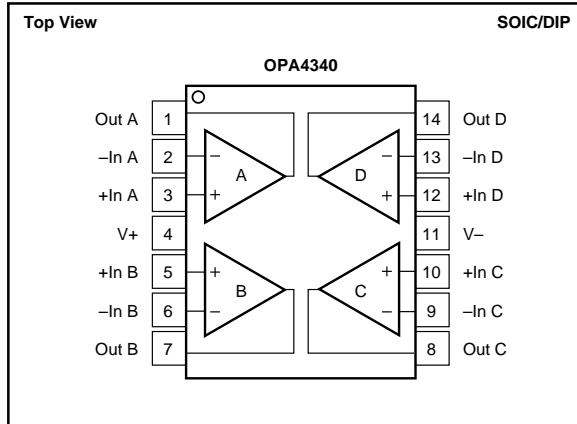 Top View SOIC/DIP
OPA4340
Out A 1 14 Out D
–In A 2 – – 13 –In D
A D
+In A 3 + + 12 +In D
V+ 4 11 V–
+In B 5 + + 10 +In C
B C
–In B 6 – – 9 –In C
Out B 7 8 Out C